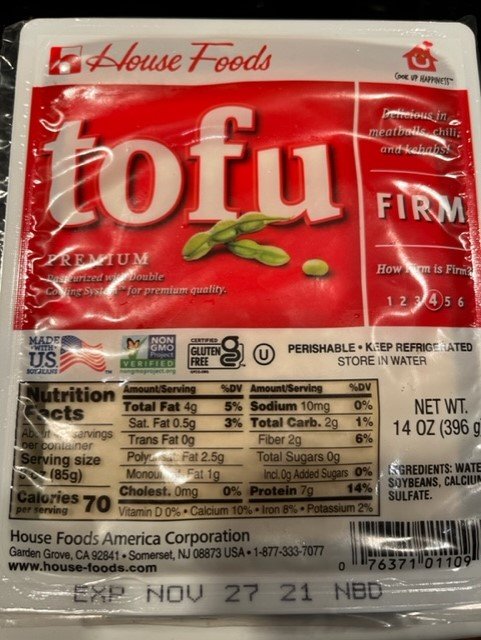 House Foods
COOK UP HAPPINESS™
tofu
PREMIUM
Pasteurized with Double
Cooling System™ for premium quality.
Delicious in
meatballs, chili,
and kebabs!
FIRM
How Firm is Firm?
1 2 3 4 5 6
MADE
WITH
US
SOYBEANS
NON
GMO
Project
VERIFIED
nongmoproject.org
CERTIFIED
GLUTEN
FREE
U
PERISHABLE • KEEP REFRIGERATED
STORE IN WATER
Nutrition
Facts
About servings
per container
Serving size
(85g)
Calories 70
per serving
Amount/Serving %DV
Total Fat 4g 5%
Sat. Fat 0.5g 3%
Trans Fat 0g
Polyunsat. Fat 2.5g
Monounsat. Fat 1g
Cholest. 0mg 0%
Amount/Serving %DV
Sodium 10mg 0%
Total Carb. 2g 1%
Fiber 2g 6%
Total Sugars 0g
Incl. 0g Added Sugars 0%
Protein 7g 14%
Vitamin D 0% • Calcium 10% • Iron 8% • Potassium 2%
NET WT.
14 OZ (396 g
INGREDIENTS: WATE
SOYBEANS, CALCIUM
SULFATE.
House Foods America Corporation
Garden Grove, CA 92841 • Somerset, NJ 08873 USA • 1-877-333-7077
www.house-foods.com
0 76371 01109
EXP NOV 27 21 NBD